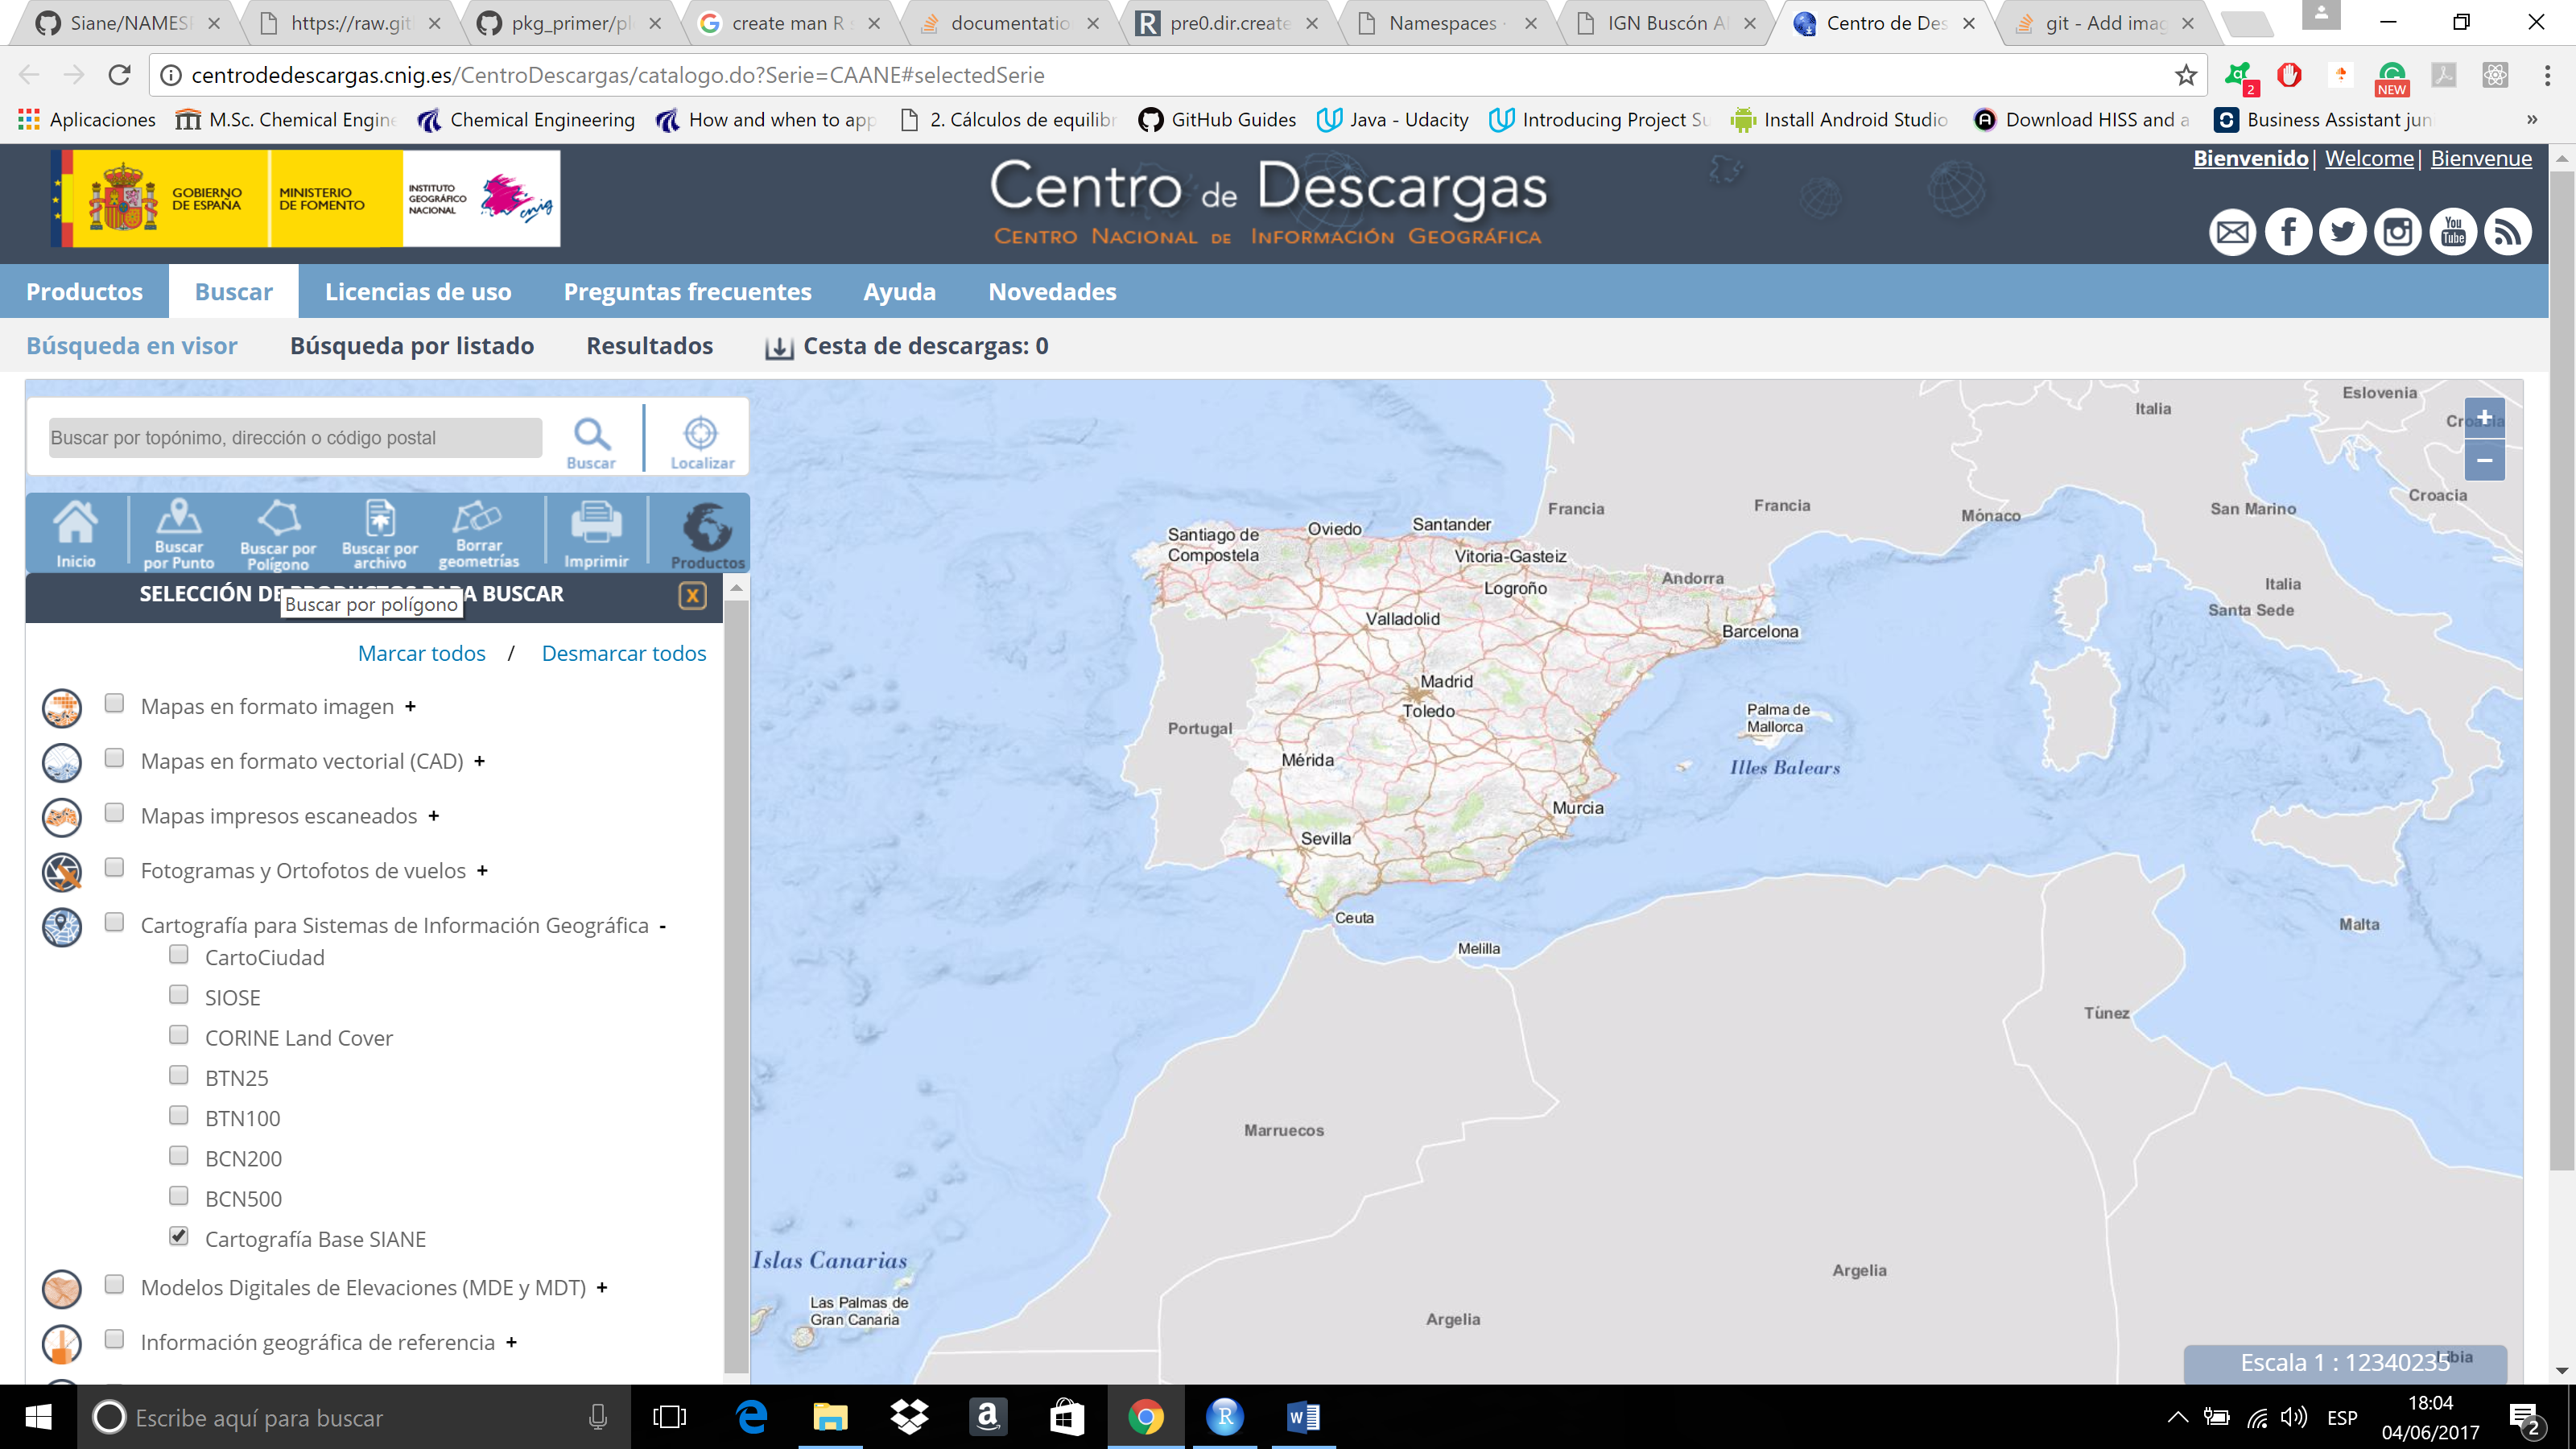 Siane/NAMES
https://raw.git
pkg_primer/pl
create man R
documentatio
pre0.dir.create
Namespaces ·
IGN Buscón A
Centro de Des
git - Add imag
centrodedescargas.cnig.es/CentroDescargas/catalogo.do?Serie=CAANE#selectedSerie
2
NEW
Aplicaciones
M.Sc. Chemical Engine
Chemical Engineering
How and when to app
2. Cálculos de equilibr
GitHub Guides
Java - Udacity
Introducing Project Su
Install Android Studio
Download HISS and a
Business Assistant jun
»
GOBIERNO
DE ESPAÑA
MINISTERIO
DE FOMENTO
INSTITUTO
GEOGRÁFICO
NACIONAL
cnig
Centro de Descargas
CENTRO NACIONAL DE INFORMACIÓN GEOGRÁFICA
Bienvenido| Welcome| Bienvenue
You
Tube
Productos
Buscar
Licencias de uso
Preguntas frecuentes
Ayuda
Novedades
Búsqueda en visor
Búsqueda por listado
Resultados
Cesta de descargas: 0
Buscar por topónimo, dirección o código postal
Buscar
Localizar
Inicio
Buscar
por Punto
Buscar por
Polígono
Buscar por
archivo
Borrar
geometrías
Imprimir
Productos
SELECCIÓN DE PRODUCTOS PARA BUSCAR
X
Buscar por polígono
Marcar todos / Desmarcar todos
Mapas en formato imagen +
Mapas en formato vectorial (CAD) +
Mapas impresos escaneados +
Fotogramas y Ortofotos de vuelos +
Cartografía para Sistemas de Información Geográfica -
CartoCiudad
SIOSE
CORINE Land Cover
BTN25
BTN100
BCN200
BCN500
Cartografía Base SIANE
Modelos Digitales de Elevaciones (MDE y MDT) +
Información geográfica de referencia +
Eslovenia
Italia
Croacia
+
−
Croacia
Francia
Francia
Mónaco
San Marino
Santiago de
Compostela
Oviedo
Santander
Vitoria-Gasteiz
Logroño
Andorra
Italia
Santa Sede
Valladolid
Barcelona
Madrid
Toledo
Palma de
Mallorca
Portugal
Mérida
Illes Balears
Murcia
Sevilla
Ceuta
Melilla
Malta
Túnez
Marruecos
Islas Canarias
Las Palmas de
Gran Canaria
Argelia
Argelia
Libia
Escala 1 : 12340235
Escribe aquí para buscar
ESP
18:04
04/06/2017
2